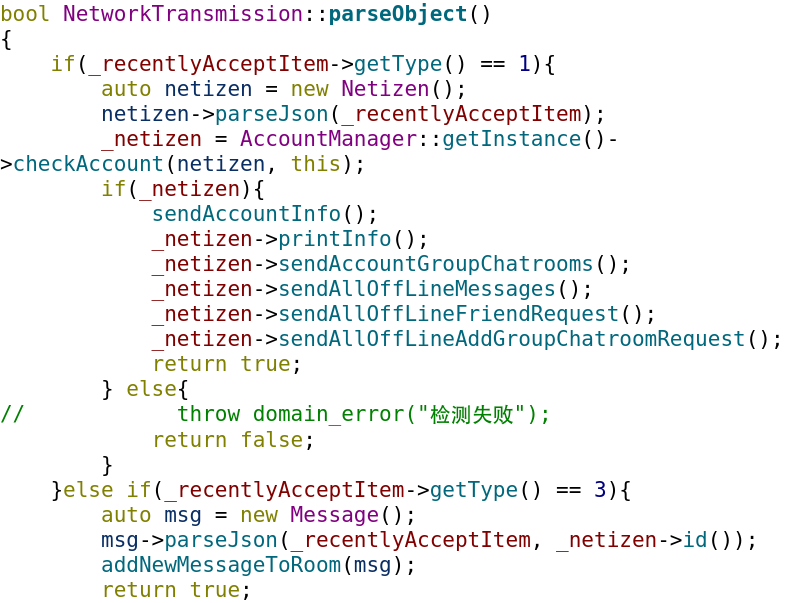 bool NetworkTransmission::parseObject()
{
    if(_recentlyAcceptItem->getType() == 1){
        auto netizen = new Netizen();
        netizen->parseJson(_recentlyAcceptItem);
        _netizen = AccountManager::getInstance()-
>checkAccount(netizen, this);
        if(_netizen){
            sendAccountInfo();
            _netizen->printInfo();
            _netizen->sendAccountGroupChatrooms();
            _netizen->sendAllOffLineMessages();
            _netizen->sendAllOffLineFriendRequest();
            _netizen->sendAllOffLineAddGroupChatroomRequest();
            return true;
        } else{
//            throw domain_error("检测失败");
            return false;
        }
    }else if(_recentlyAcceptItem->getType() == 3){
        auto msg = new Message();
        msg->parseJson(_recentlyAcceptItem, _netizen->id());
        addNewMessageToRoom(msg);
        return true;